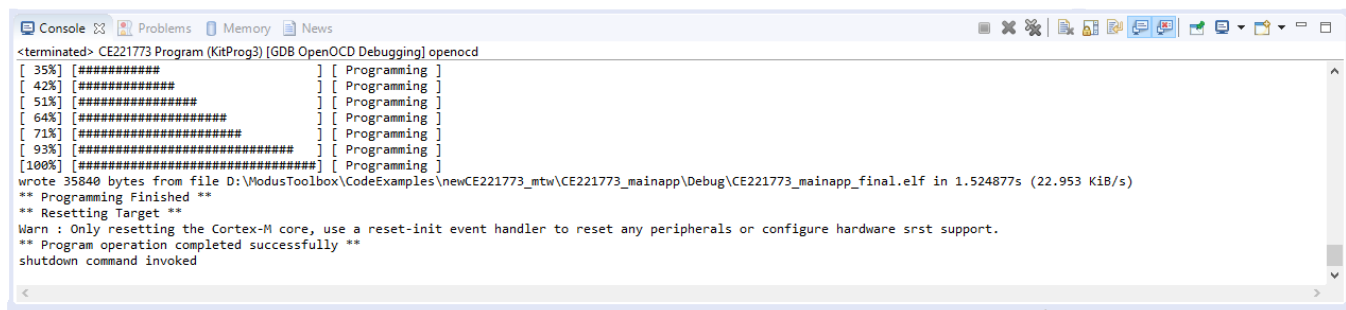 Console Problems Memory News
<terminated> CE221773 Program (KitProg3) [GDB OpenOCD Debugging] openocd
[ 35%] [###########                     ] [ Programming ]
[ 42%] [#############                   ] [ Programming ]
[ 51%] [################                ] [ Programming ]
[ 64%] [####################            ] [ Programming ]
[ 71%] [######################          ] [ Programming ]
[ 93%] [#############################   ] [ Programming ]
[100%] [################################] [ Programming ]
wrote 35840 bytes from file D:\ModusToolbox\CodeExamples\newCE221773_mtw\CE221773_mainapp\Debug\CE221773_mainapp_final.elf in 1.524877s (22.953 KiB/s)
** Programming Finished **
** Resetting Target **
Warn : Only resetting the Cortex-M core, use a reset-init event handler to reset any peripherals or configure hardware srst support.
** Program operation completed successfully **
shutdown command invoked